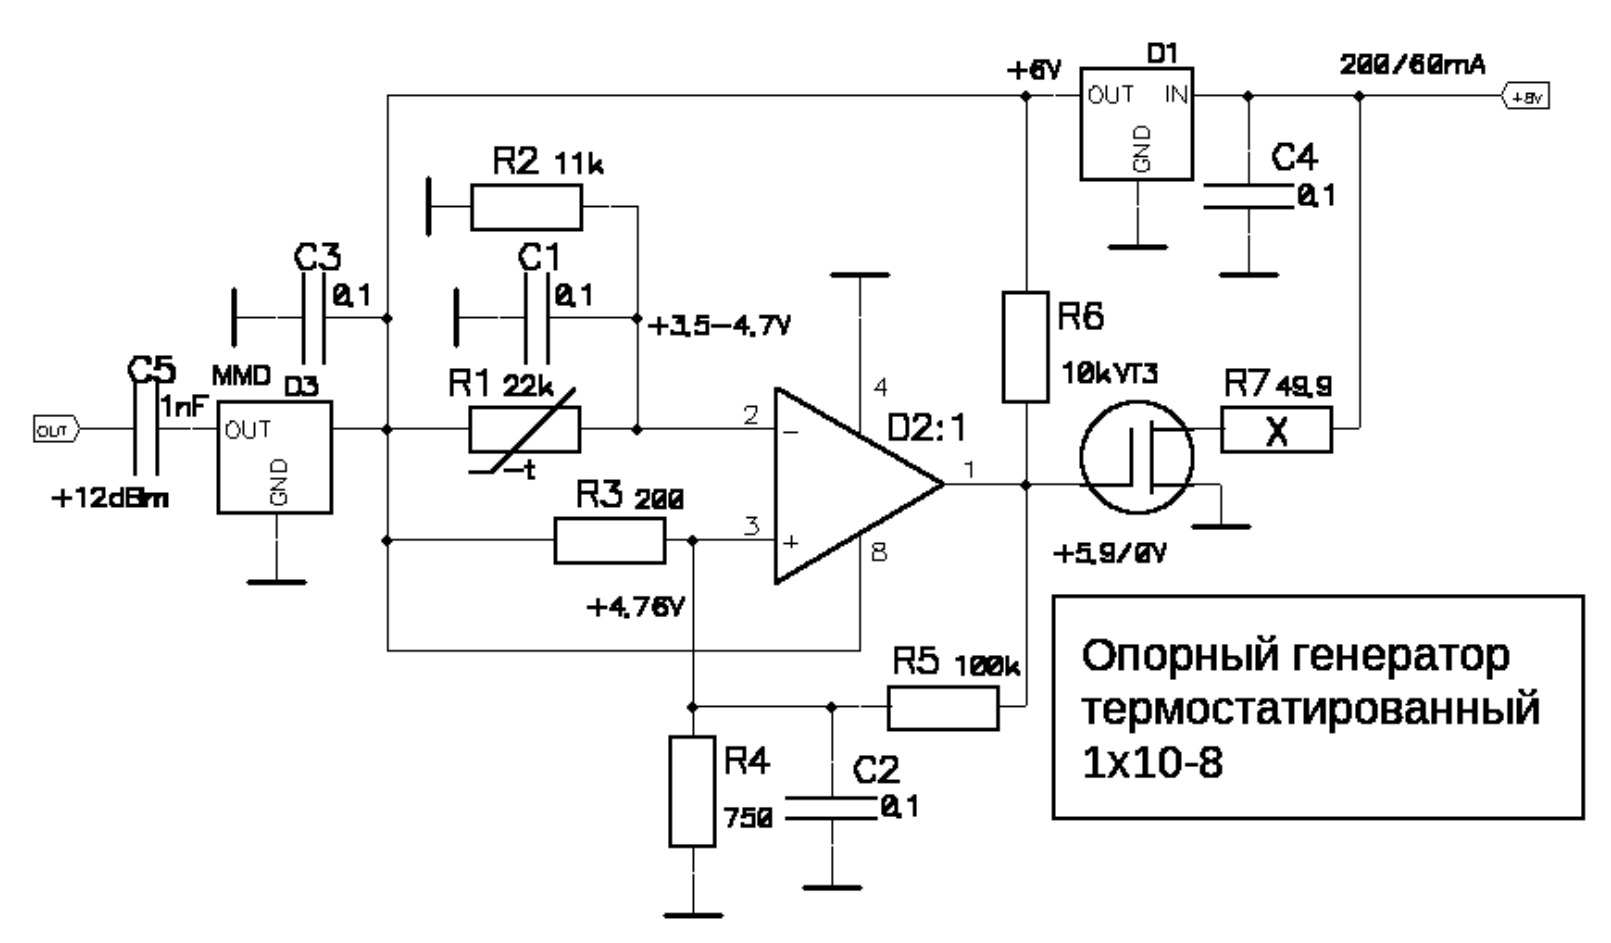 D1
+6V
200/60mA
OUT IN
GND
+8v
R2 11k
C4
0,1
C3
0,1
C1
0,1
+3,5-4,7V
R6
10k
VT3
C5
1nF
MMD
D3
R1 22k
-t
R7 49,9
X
OUT
OUT
GND
+12dBm
2
-
4
D2:1
1
R3 200
3
+
8
+4,76V
+5,9/0V
R5 100k
R4
750
C2
0,1
Опорный генератор
термостатированный
1x10-8